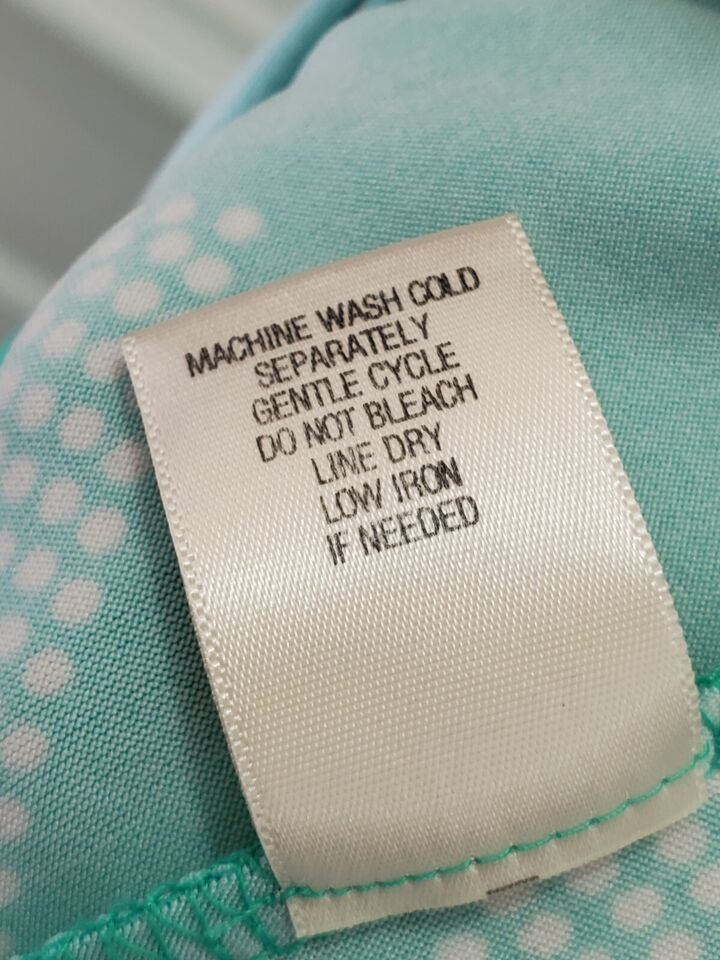 MACHINE WASH COLD
SEPARATELY
GENTLE CYCLE
DO NOT BLEACH
LINE DRY
LOW IRON
IF NEEDED